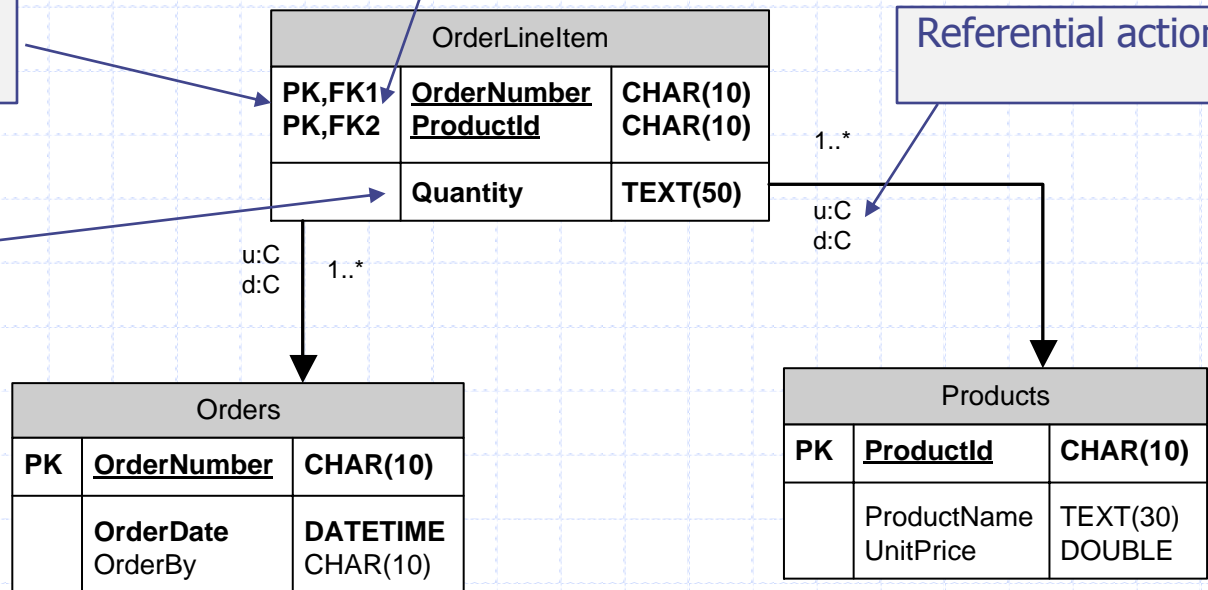 OrderLineItem
Referential action
PK,FK1 OrderNumber CHAR(10)
PK,FK2 ProductId CHAR(10)
1..*
Quantity TEXT(50)
u:C
d:C
u:C
d:C
1..*
Orders
PK OrderNumber CHAR(10)
OrderDate DATETIME
OrderBy CHAR(10)
Products
PK ProductId CHAR(10)
ProductName TEXT(30)
UnitPrice DOUBLE